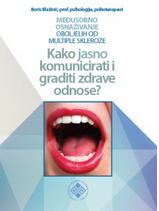 Boris Blažinić, prof. psihologije, psihoterapeut
MEĐUSOBNO
OSNAŽIVANJE
OBOLJELIH OD
MULTIPLE SKLEROZE
Kako jasno
komunicirati i
graditi zdrave
odnose?